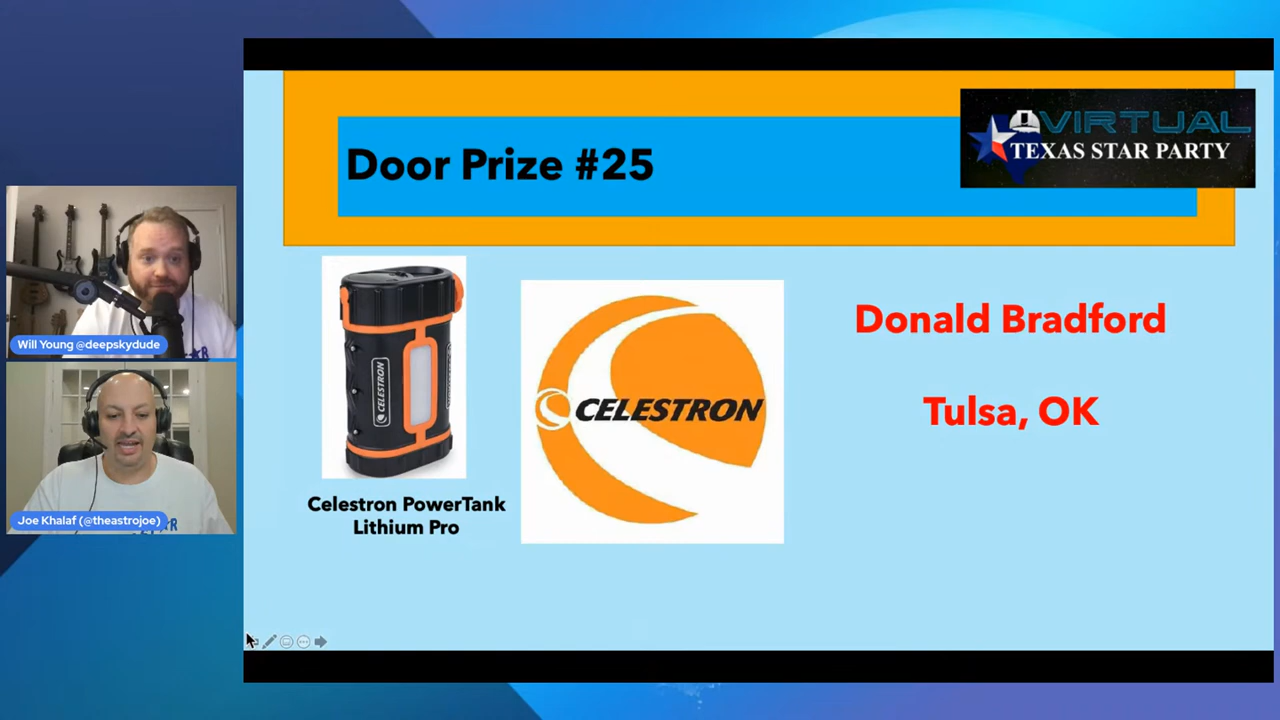 Door Prize #25
VIRTUAL
TEXAS STAR PARTY
CELESTRON
CELESTRON
Donald Bradford
Tulsa, OK
Celestron PowerTank
Lithium Pro
Will Young @deepskydude
Joe Khalaf (@theastrojoe)